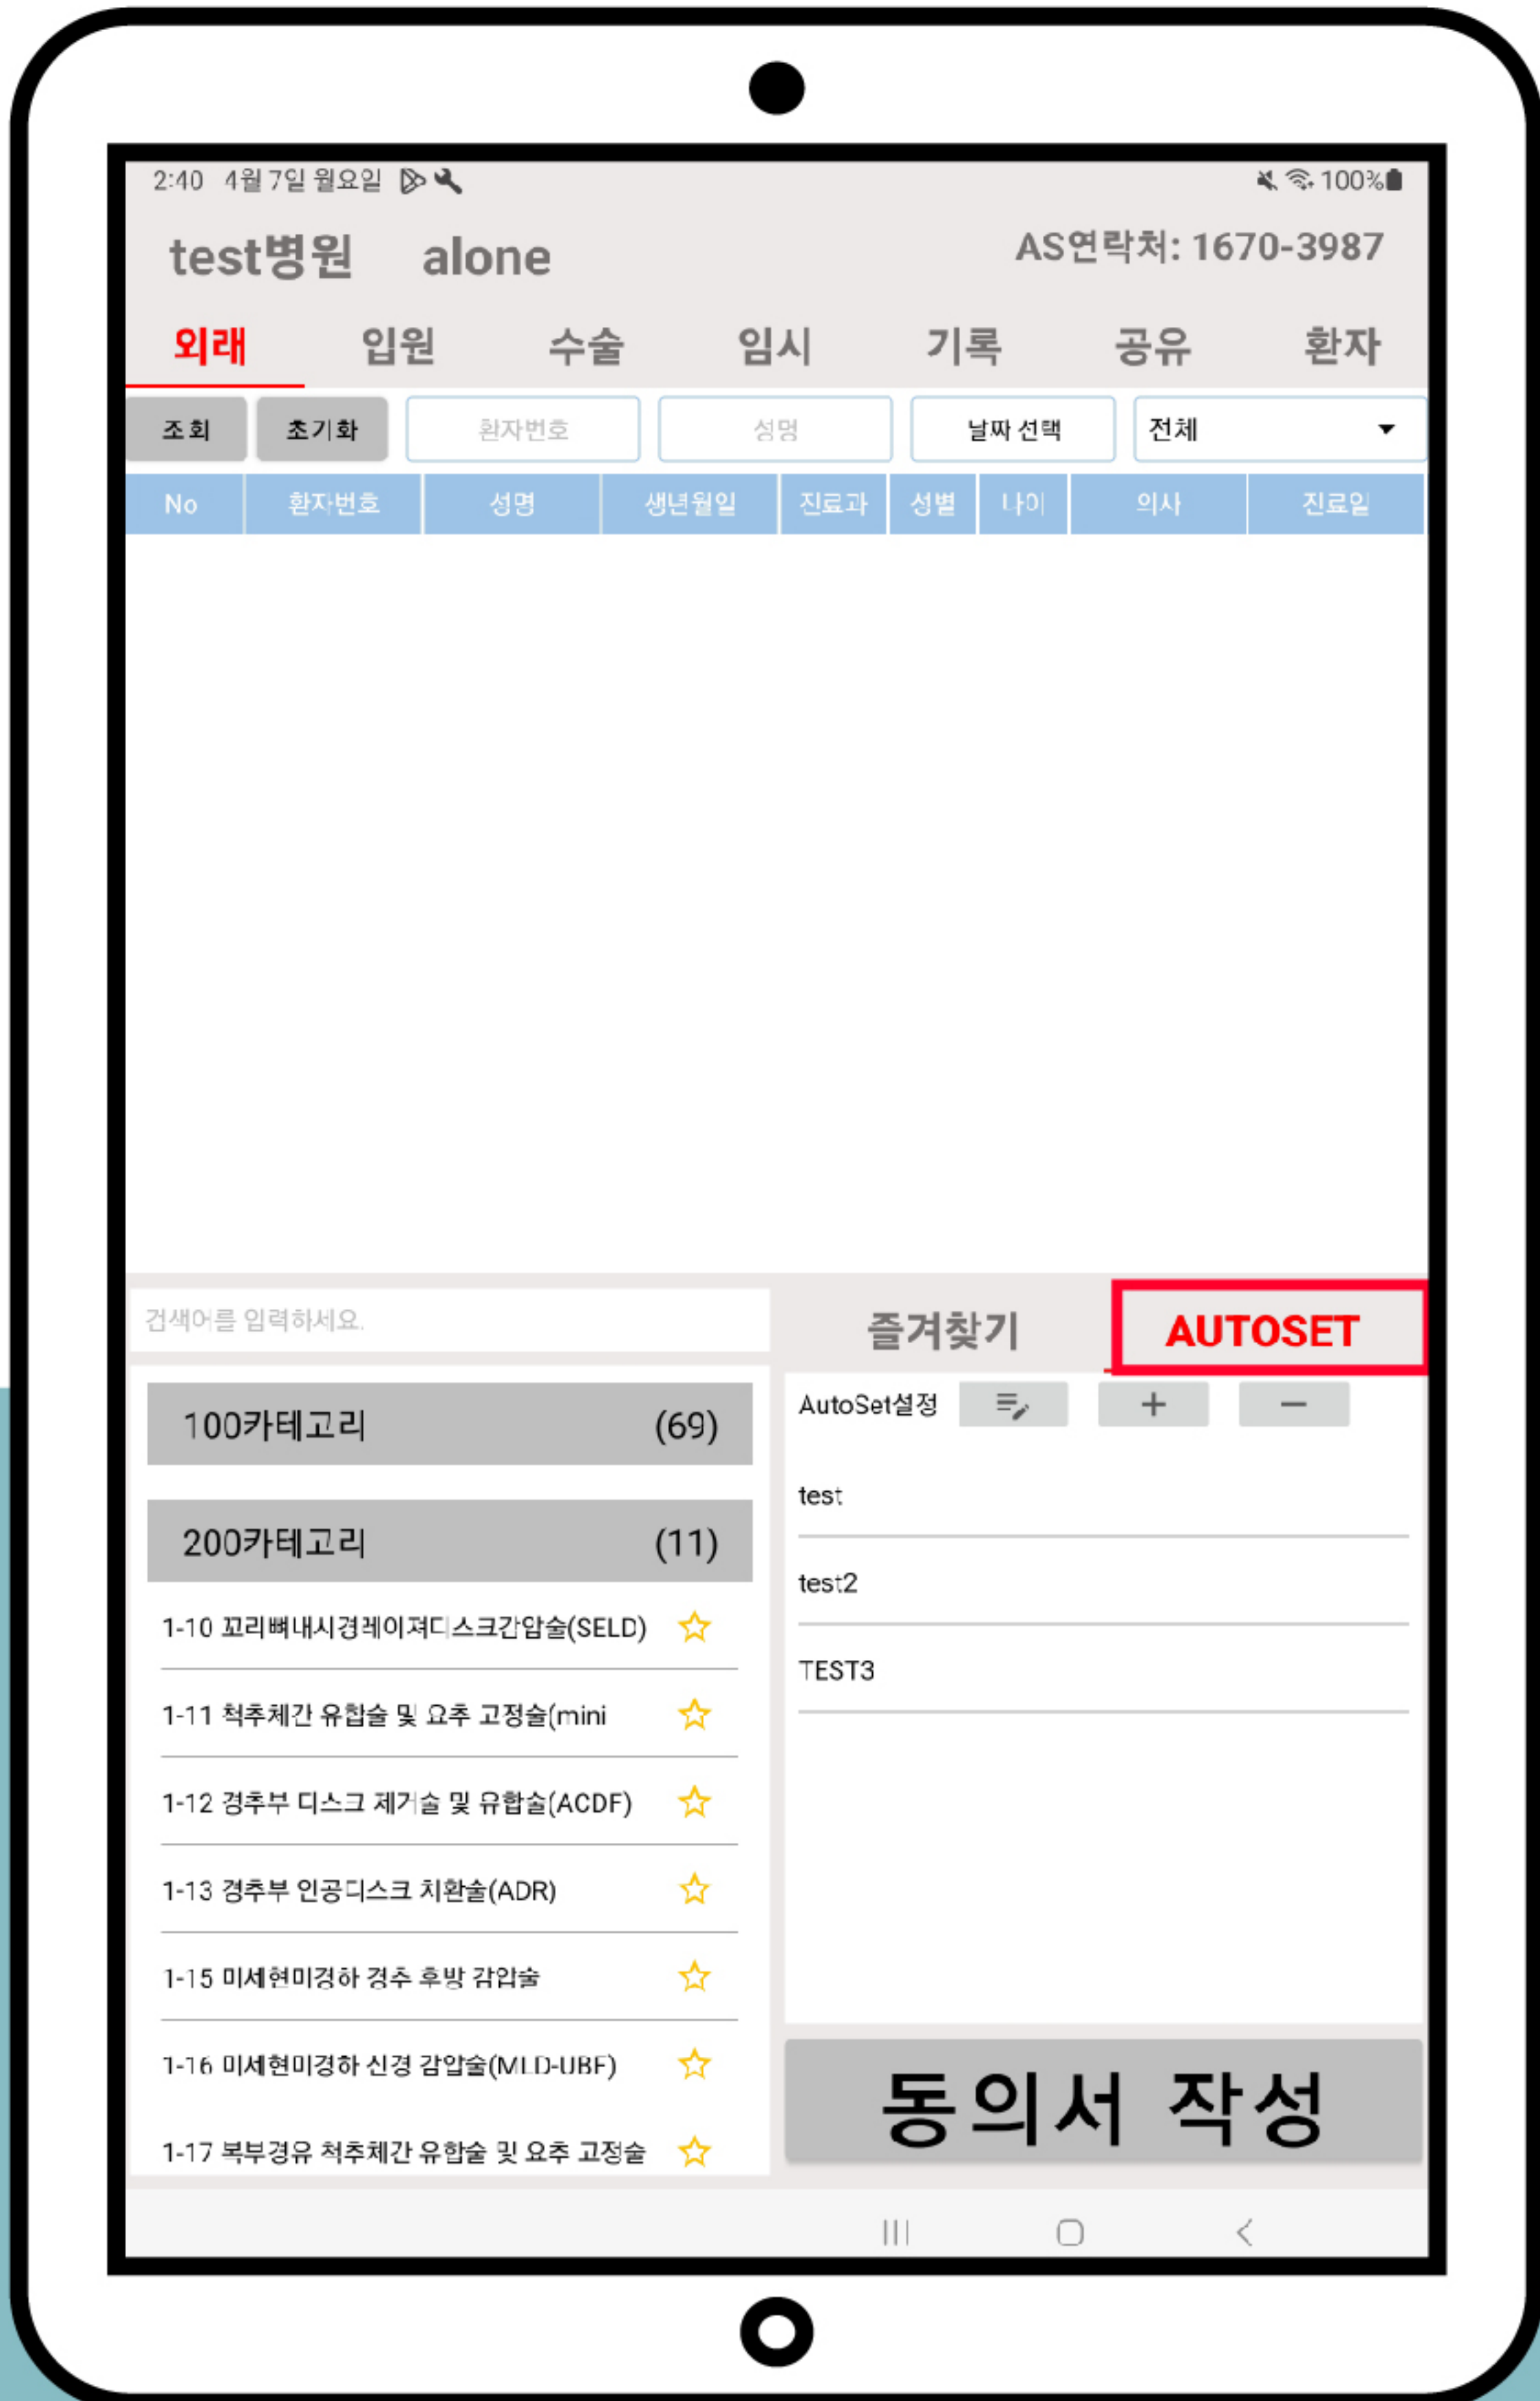 2:40 4월 7일 월요일 100%
test병원 alone AS연락처: 1670-3987
외래 입원 수술 임시 기록 공유 환자
조회 초기화 환자번호 성명 날짜 선택 전체
No 환자번호 성명 생년월일 진료과 성별 나이 의사 진료일
검색어를 입력하세요.
즐겨찾기 AUTOSET
100카테고리 (69)
200카테고리 (11)
1-10 꼬리뼈내시경레이져디스크감압술(SELD)
1-11 척추체간 유합술 및 요추 고정술(mini
1-12 경추부 디스크 제거술 및 유합술(ACDF)
1-13 경추부 인공디스크 치환술(ADR)
1-15 미세현미경하 경추 후방 감압술
1-16 미세현미경하 신경 감압술(MLD-UBF)
1-17 복부경유 척추체간 유합술 및 요추 고정술
AutoSet설정 + −
test
test2
TEST3
동의서 작성